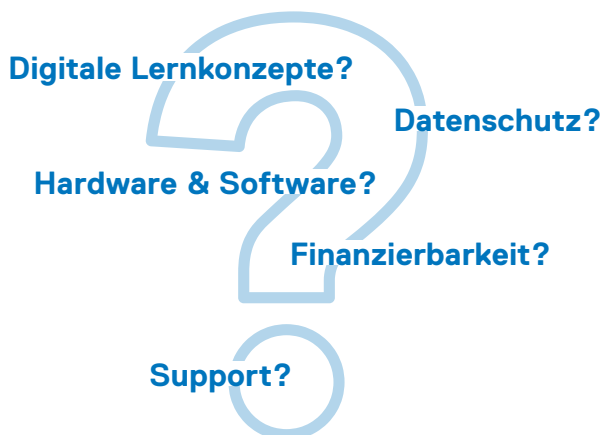 Digitale Lernkonzepte?
Datenschutz?
Hardware & Software?
Finanzierbarkeit?
Support?